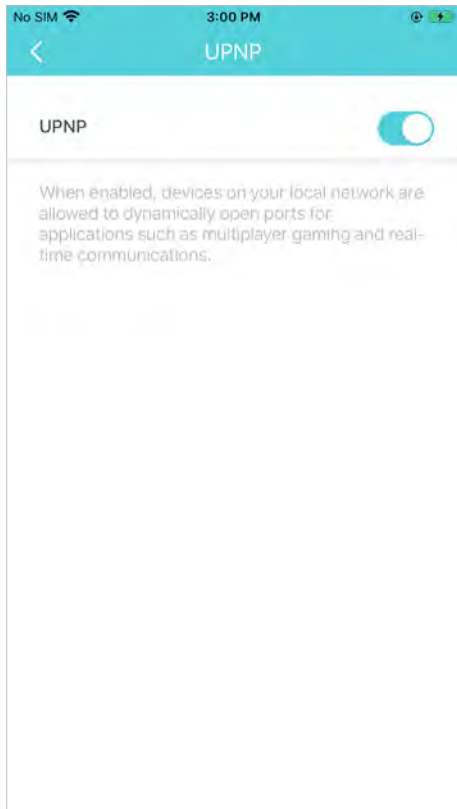 No SIM 3:00 PM
UPNP
UPNP
When enabled, devices on your local network are
allowed to dynamically open ports for
applications such as multiplayer gaming and real-
time communications.